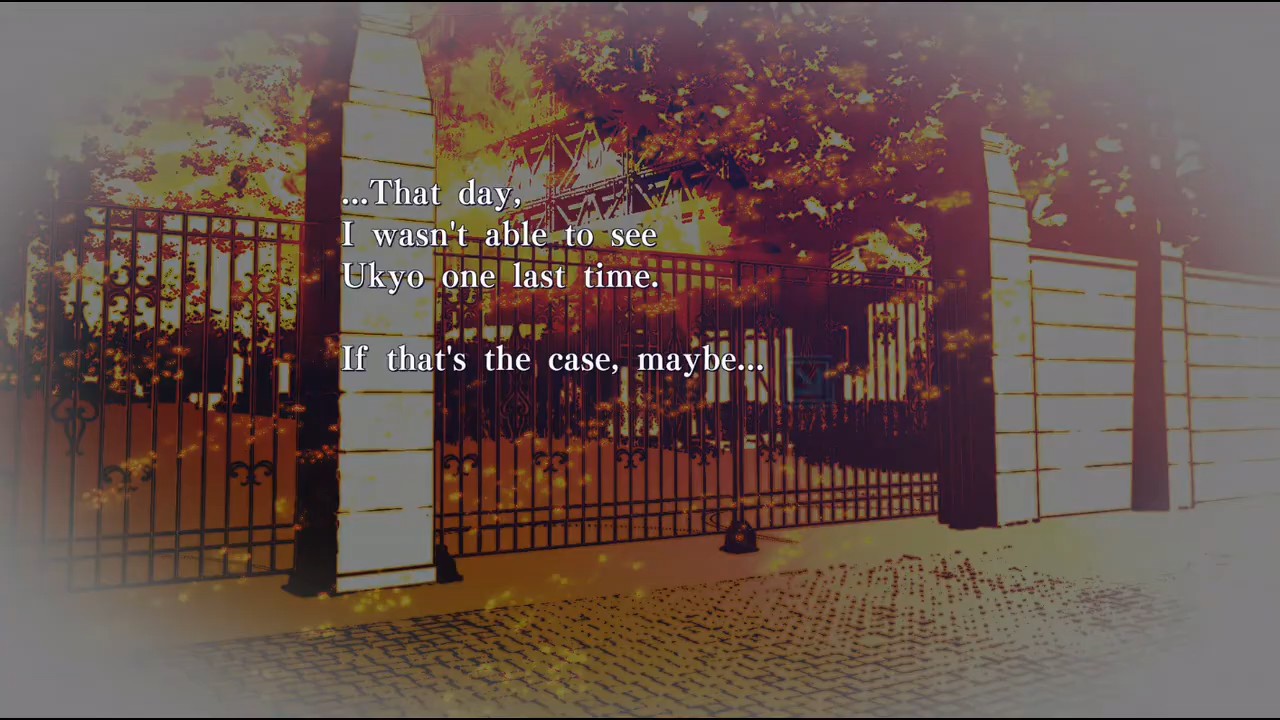 ...That day,
I wasn't able to see
Ukyo one last time.
If that's the case, maybe...